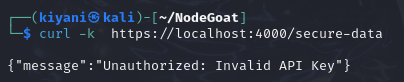 ┌──(kiyani㉿kali)-[~/NodeGoat]
└─$ curl -k  https://localhost:4000/secure-data
{"message":"Unauthorized: Invalid API Key"}